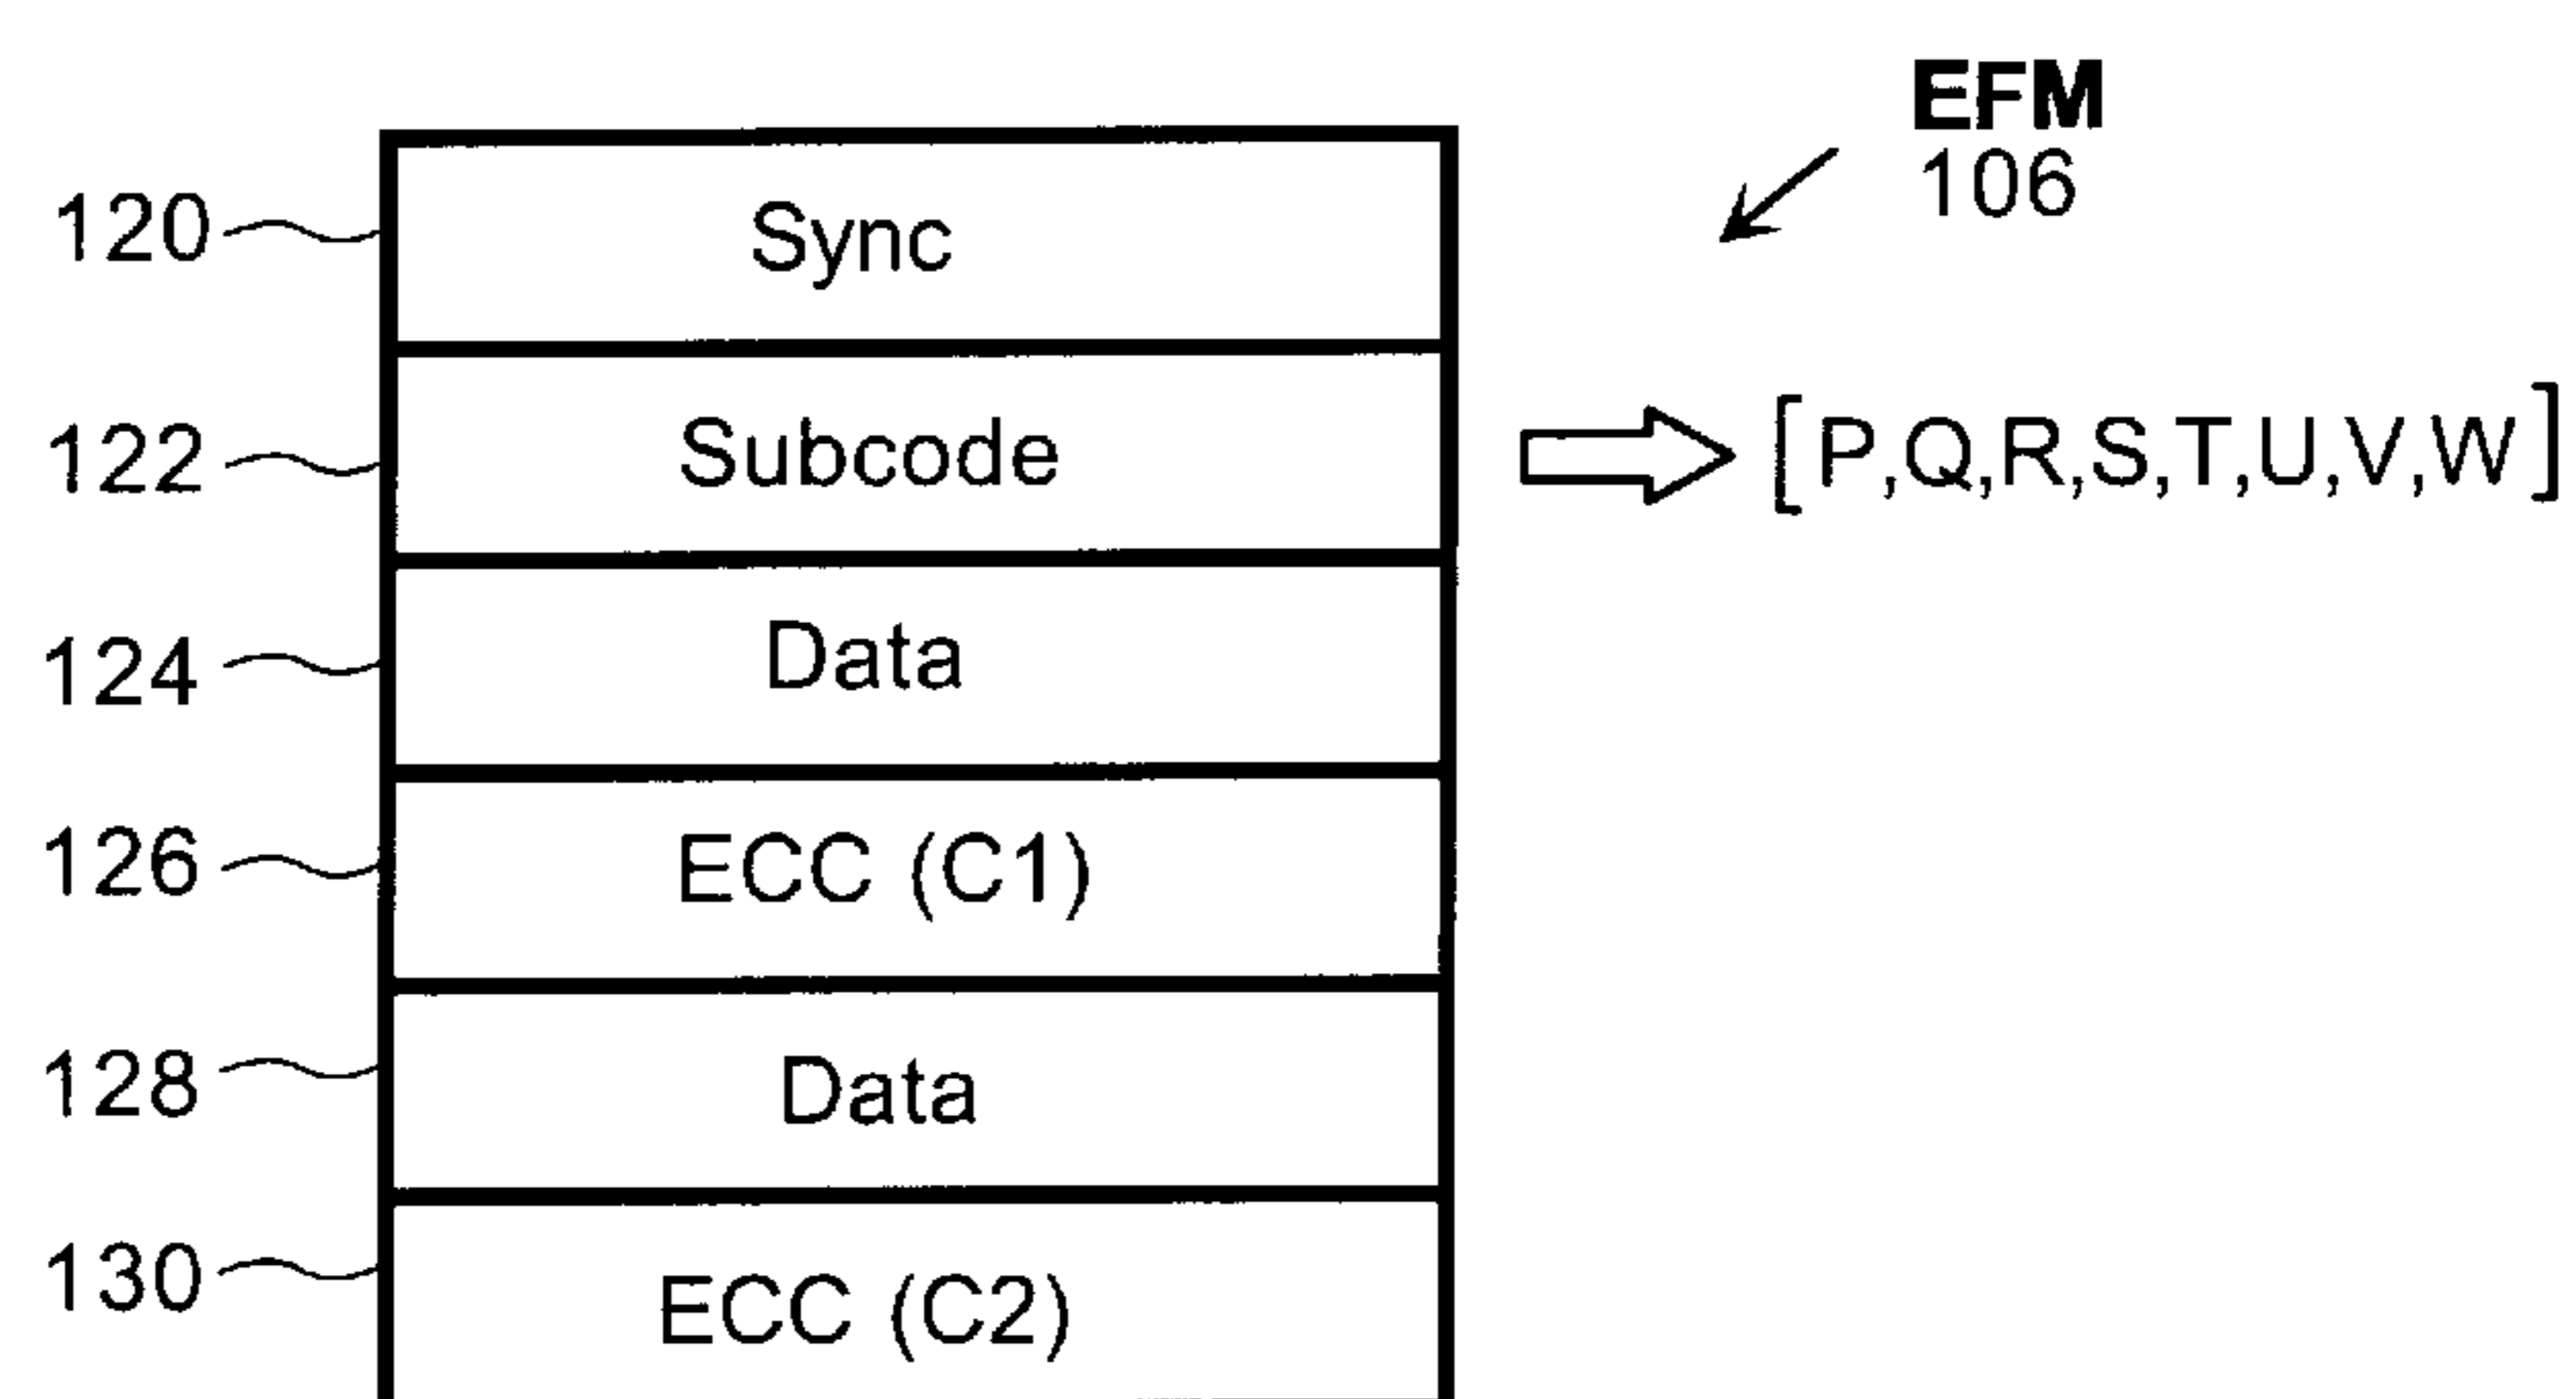 EFM
106
120 Sync
122 Subcode [P,Q,R,S,T,U,V,W]
124 Data
126 ECC (C1)
128 Data
130 ECC (C2)